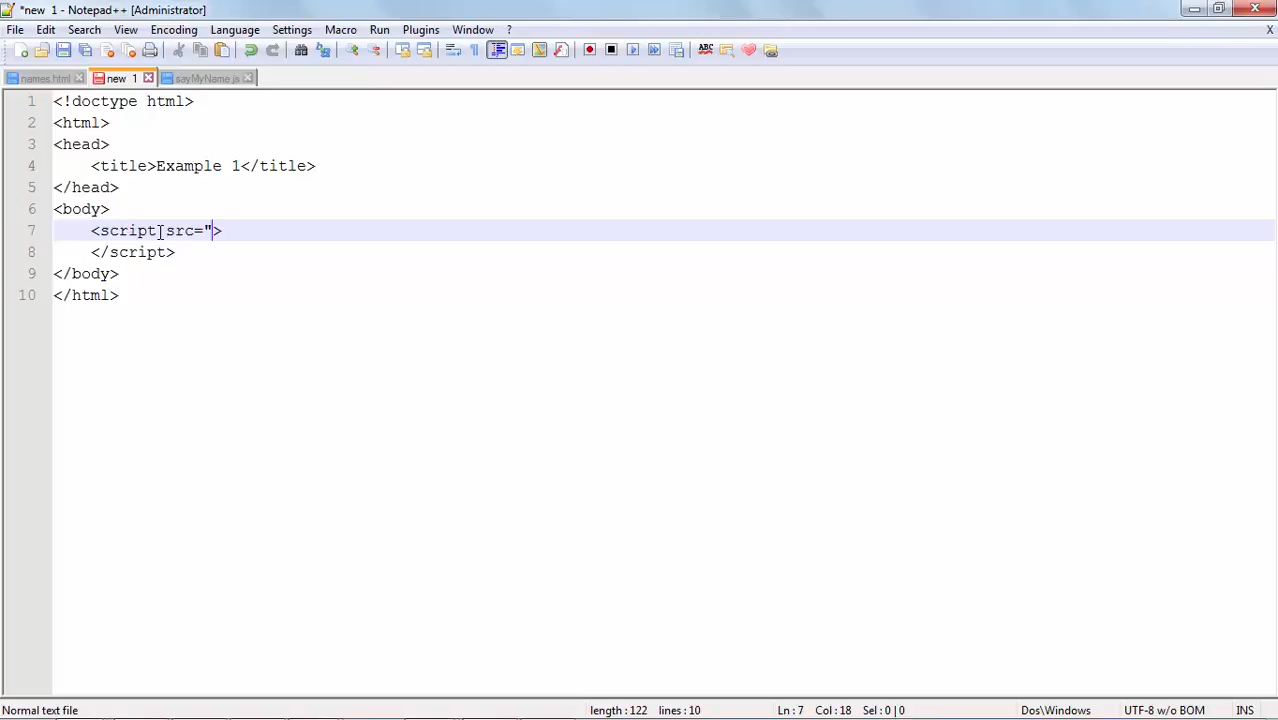 *new 1 - Notepad++ [Administrator]
File Edit Search View Encoding Language Settings Macro Run Plugins Window ? X
ABC
names.html new 1 sayMyName.js
1 <!doctype html>
2 <html>
3 <head>
4 <title>Example 1</title>
5 </head>
6 <body>
7 <script src=">
8 </script>
9 </body>
10 </html>
Normal text file length : 122 lines : 10 Ln : 7 Col : 18 Sel : 0 | 0 Dos\Windows UTF-8 w/o BOM INS